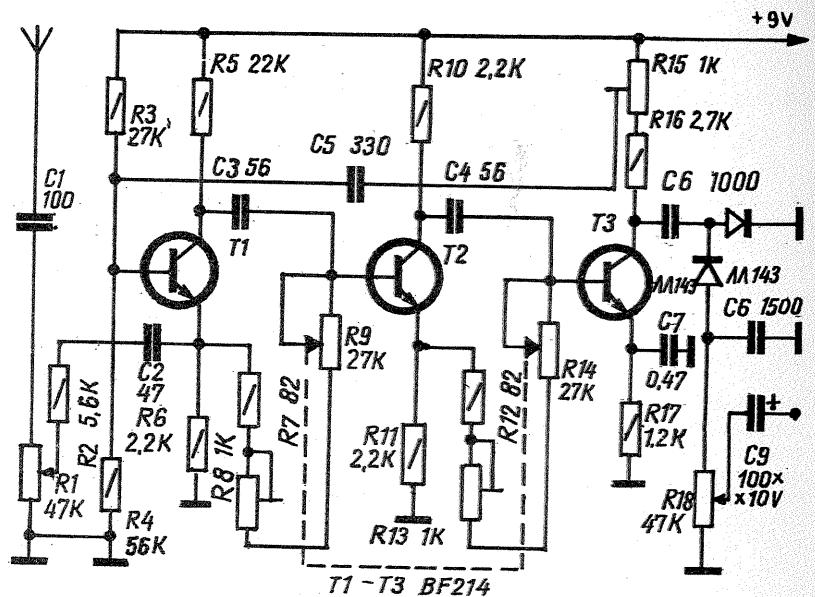 +9V
R5 22K
R10 2,2K
R15 1K
R3
27K
R16 2,7K
C5 330
C3 56
C4 56
C6 1000
C1
100
T1
T2
T3
ΛΛ143
ΛΛ143
C6 1500
C7
0,47
R9
27K
R14
27K
C2
47
R2 5,6K
R6
2,2K
R7 82
R8 1K
R12 82
R11
2,2K
R17
1.2K
C9
100×
×10V
R1
47K
R4
56K
R13 1K
R18
47K
T1 - T3 BF214